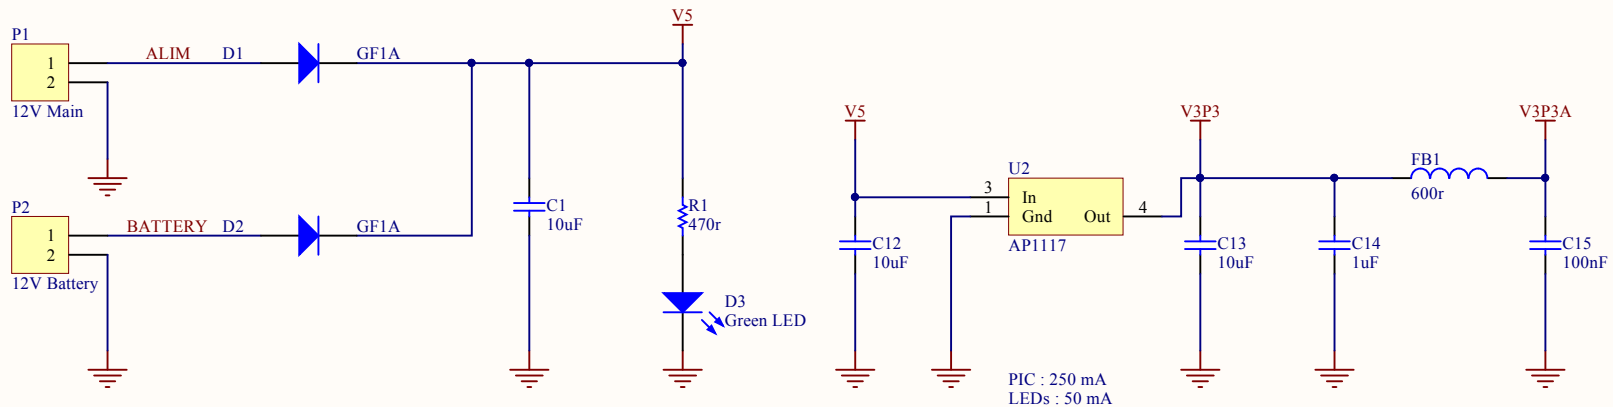 P1
1
2
12V Main
ALIM
D1
GF1A
V5
P2
1
2
12V Battery
BATTERY
D2
GF1A
C1
10uF
R1
470r
D3
Green LED
V5
C12
10uF
U2
3
1
In
Gnd
Out
4
AP1117
V3P3
C13
10uF
C14
1uF
FB1
600r
V3P3A
C15
100nF
PIC : 250 mA
LEDs : 50 mA